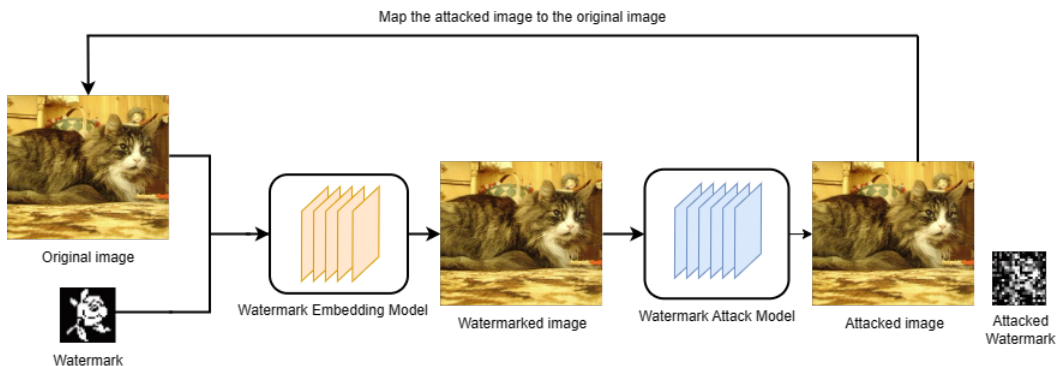 Map the attacked image to the original image
Original image
Watermark
Watermark Embedding Model
Watermarked image
Watermark Attack Model
Attacked image
Attacked
Watermark